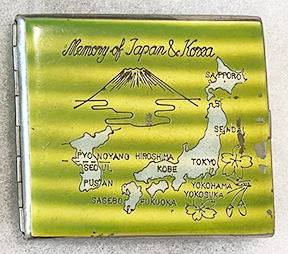 Memory of Japan & Korea
SAPPORO
SENDAI
PYONGYANG
SEOUL
PUSAN
HIROSHIMA
KOBE
TOKYO
YOKOHAMA
YOKOSUKA
SASEBO
FUKUOKA